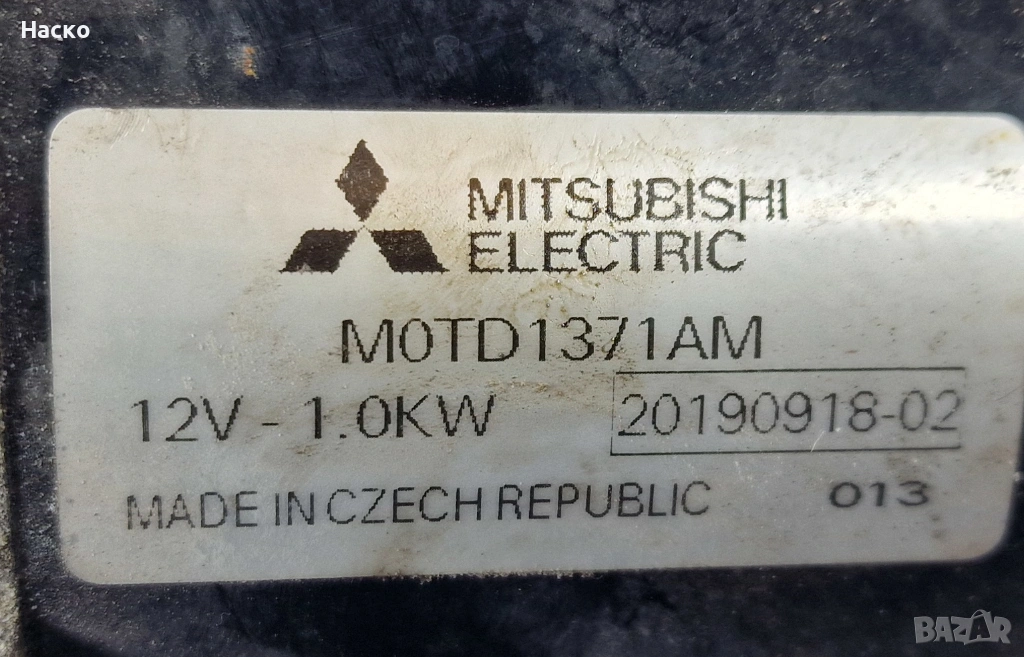 Наско
MITSUBISHI
ELECTRIC
M0TD1371AM
12V - 1.0KW 20190918-02
MADE IN CZECH REPUBLIC 013
BAZAR